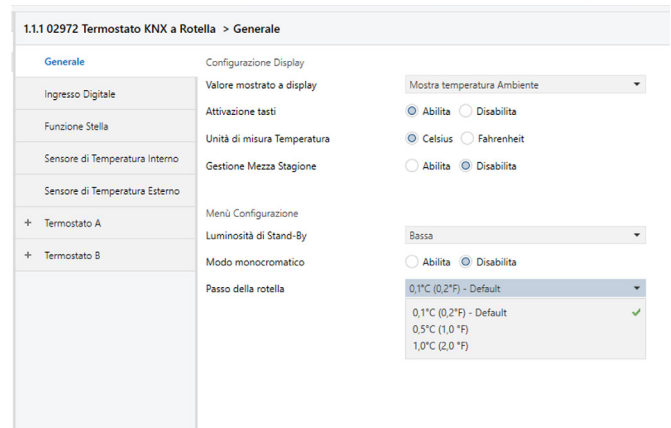 1.1.1 02972 Termostato KNX a Rotella > Generale
Generale
Ingresso Digitale
Funzione Stella
Sensore di Temperatura Interno
Sensore di Temperatura Esterno
+ Termostato A
+ Termostato B
Configurazione Display
Valore mostrato a display Mostra temperatura Ambiente
Attivazione tasti Abilita Disabilita
Unità di misura Temperatura Celsius Fahrenheit
Gestione Mezza Stagione Abilita Disabilita
Menù Configurazione
Luminosità di Stand-By Bassa
Modo monocromatico Abilita Disabilita
Passo della rotella 0,1°C (0,2°F) - Default
0,1°C (0,2°F) - Default
0,5°C (1,0 °F)
1,0°C (2,0 °F)